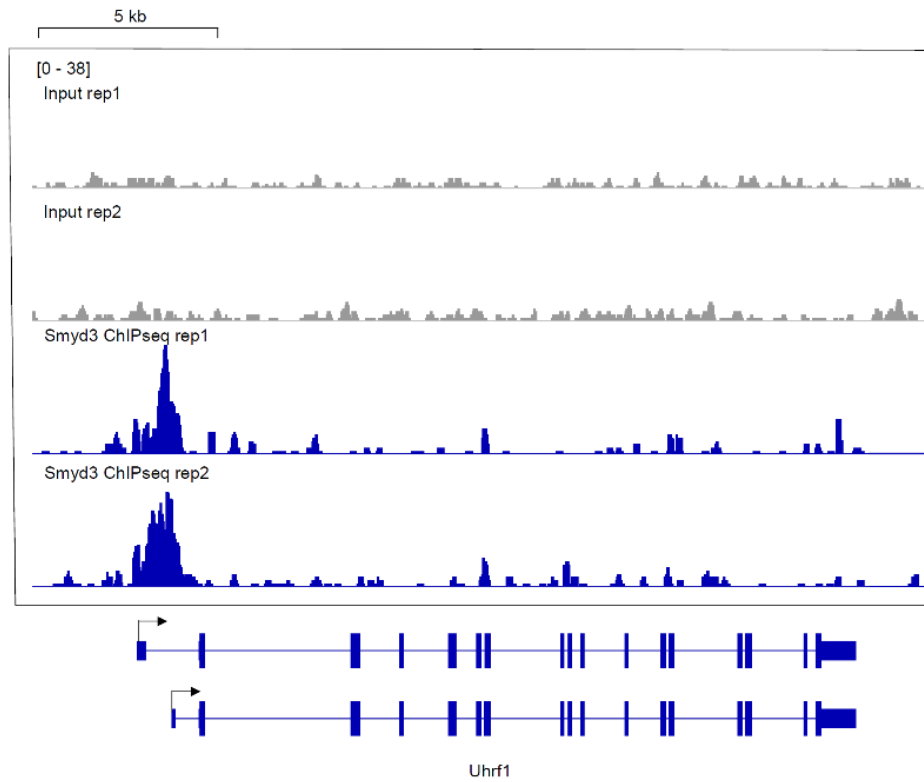 5 kb
[0 - 38]
Input rep1
Input rep2
Smyd3 ChIPseq rep1
Smyd3 ChIPseq rep2
Uhrf1